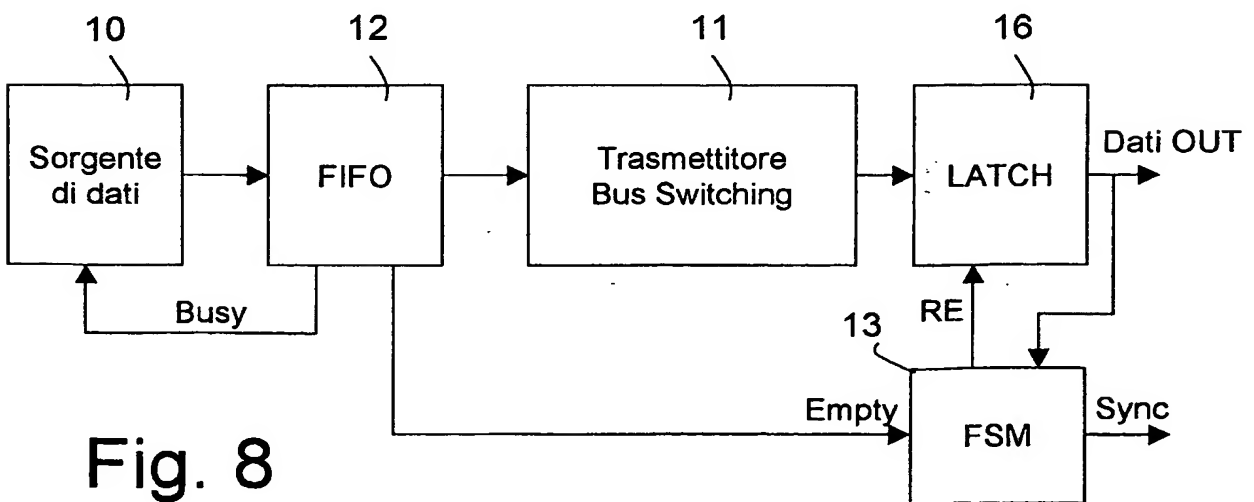 10
12
11
16
Sorgente
di dati
FIFO
Trasmettitore
Bus Switching
LATCH
Dati OUT
Busy
RE
13
Empty
FSM
Sync
Fig. 8